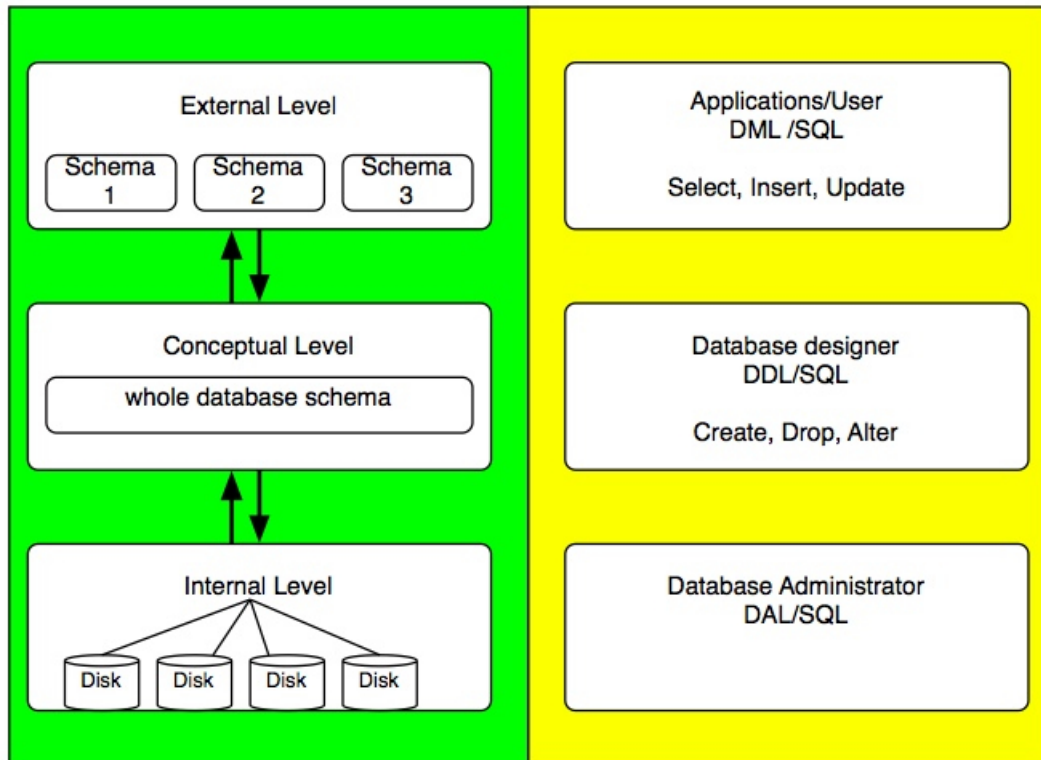 External Level
Schema
1
Schema
2
Schema
3
Applications/User
DML /SQL
Select, Insert, Update
Conceptual Level
whole database schema
Database designer
DDL/SQL
Create, Drop, Alter
Internal Level
Disk
Disk
Disk
Disk
Database Administrator
DAL/SQL